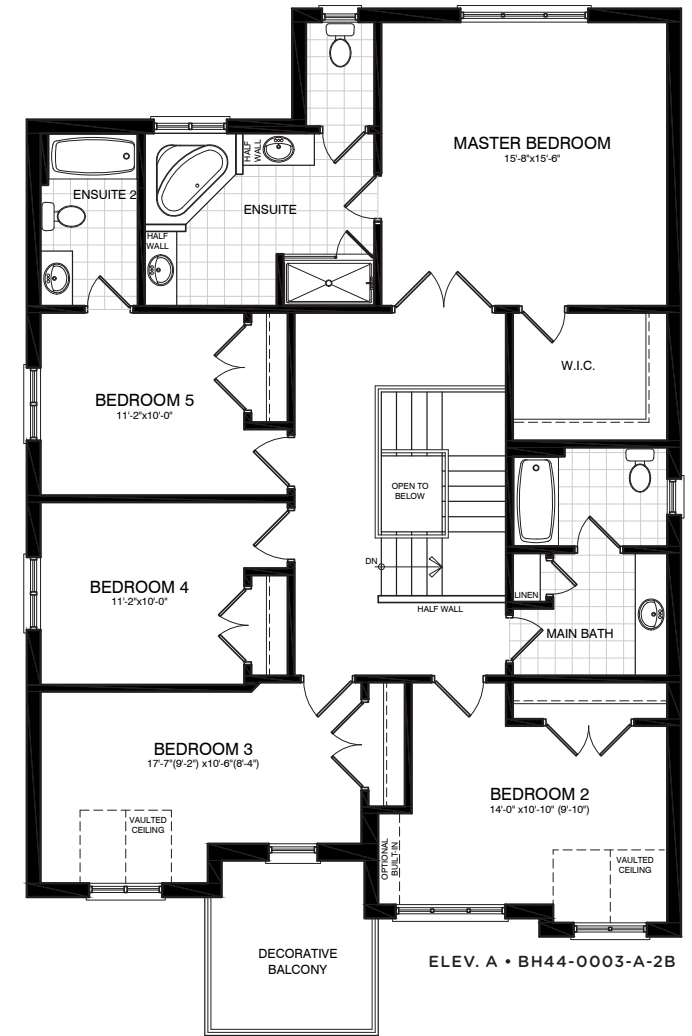 MASTER BEDROOM
15'-8"x15'-6"
HALF
WALL
ENSUITE 2
ENSUITE
HALF
WALL
W.I.C.
BEDROOM 5
11'-2"x10'-0"
OPEN TO
BELOW
DN
BEDROOM 4
11'-2"x10'-0"
LINEN
HALF WALL
MAIN BATH
BEDROOM 3
17'-7"(9'-2") x10'-6"(8'-4")
BEDROOM 2
14'-0" x10'-10" (9'-10")
VAULTED
CEILING
OPTIONAL
BUILT-IN
VAULTED
CEILING
DECORATIVE
BALCONY
ELEV. A • BH44-0003-A-2B